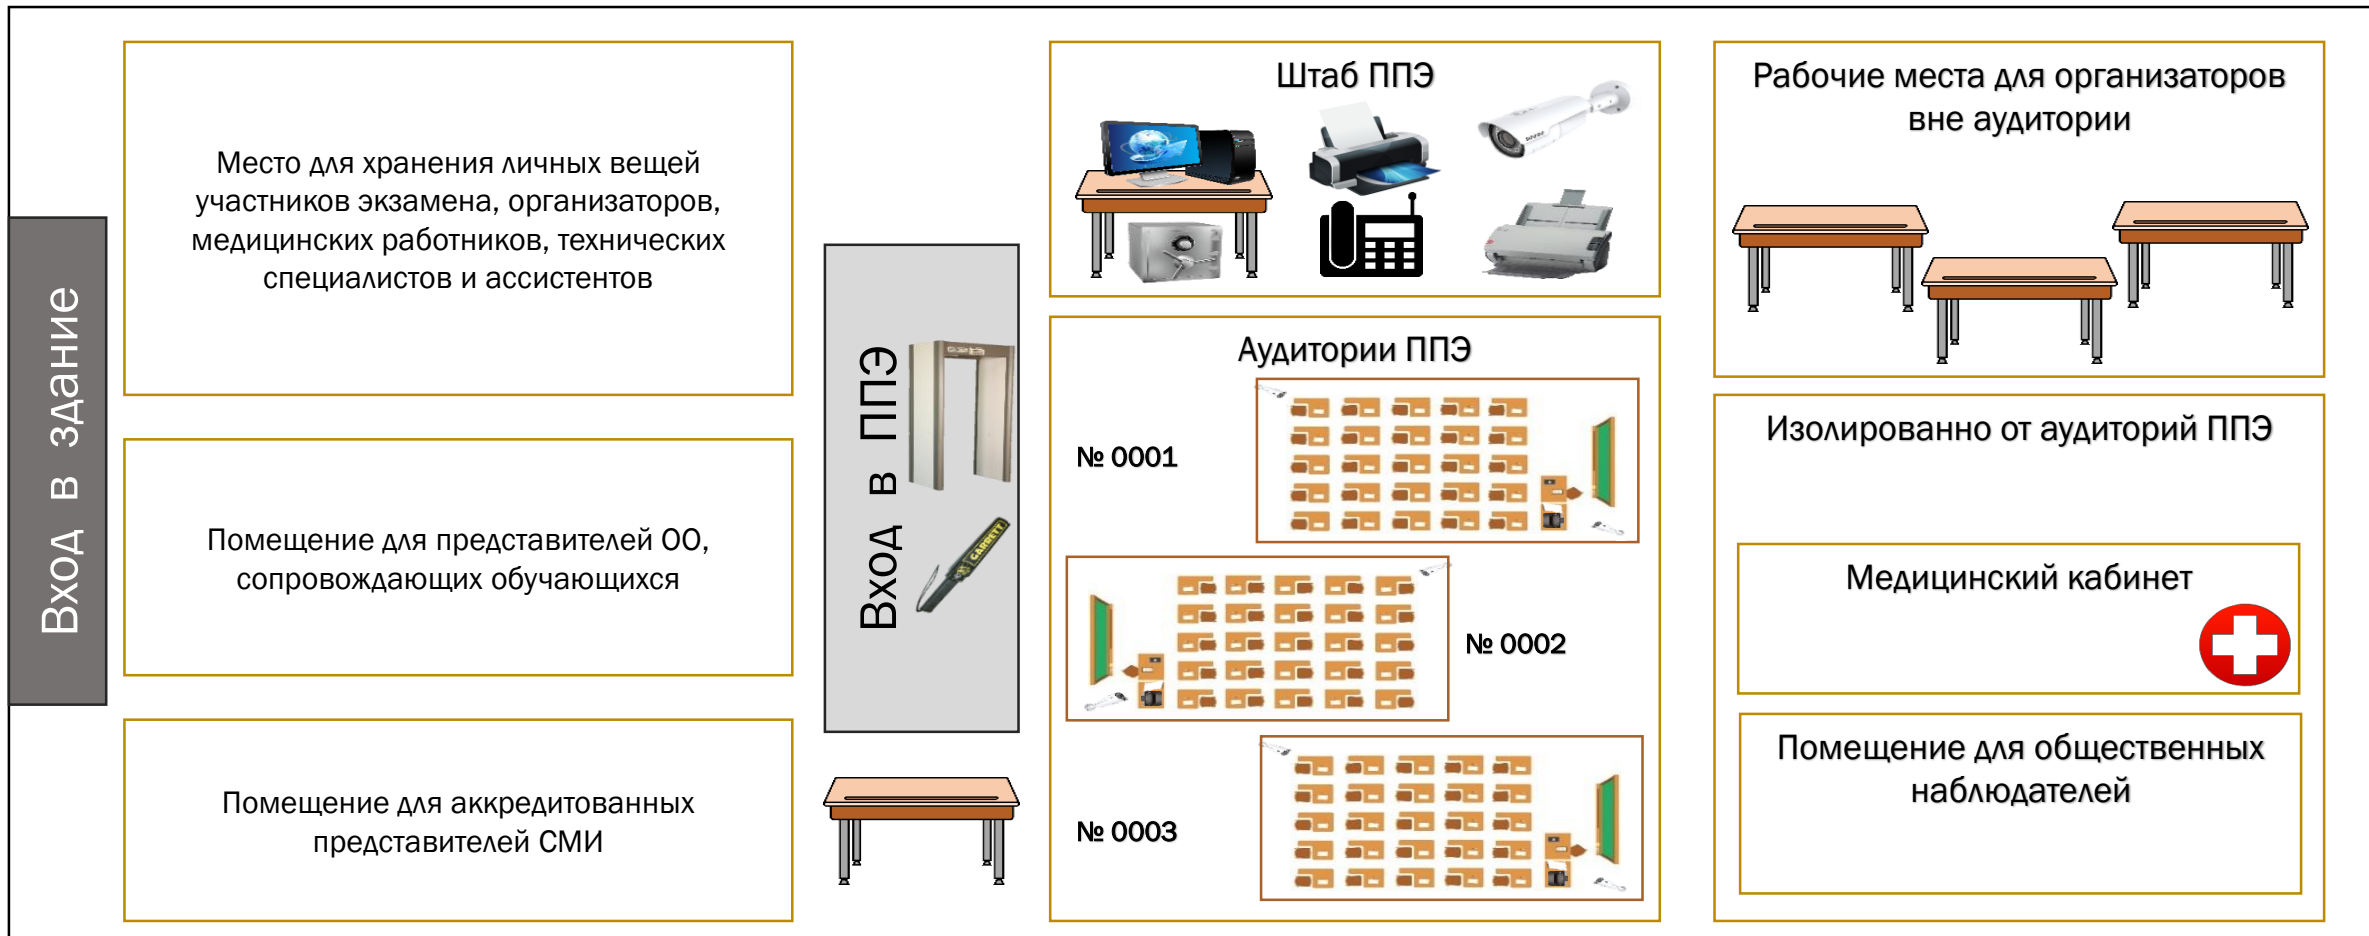 Вход в здание
Место для хранения личных вещей
участников экзамена, организаторов,
медицинских работников, технических
специалистов и ассистентов
Помещение для представителей ОО,
сопровождающих обучающихся
Помещение для аккредитованных
представителей СМИ
Вход в ППЭ
GARRETT
Штаб ППЭ
Аудитории ППЭ
№ 0001
№ 0002
№ 0003
Рабочие места для организаторов
вне аудитории
Изолированно от аудиторий ППЭ
Медицинский кабинет
Помещение для общественных
наблюдателей